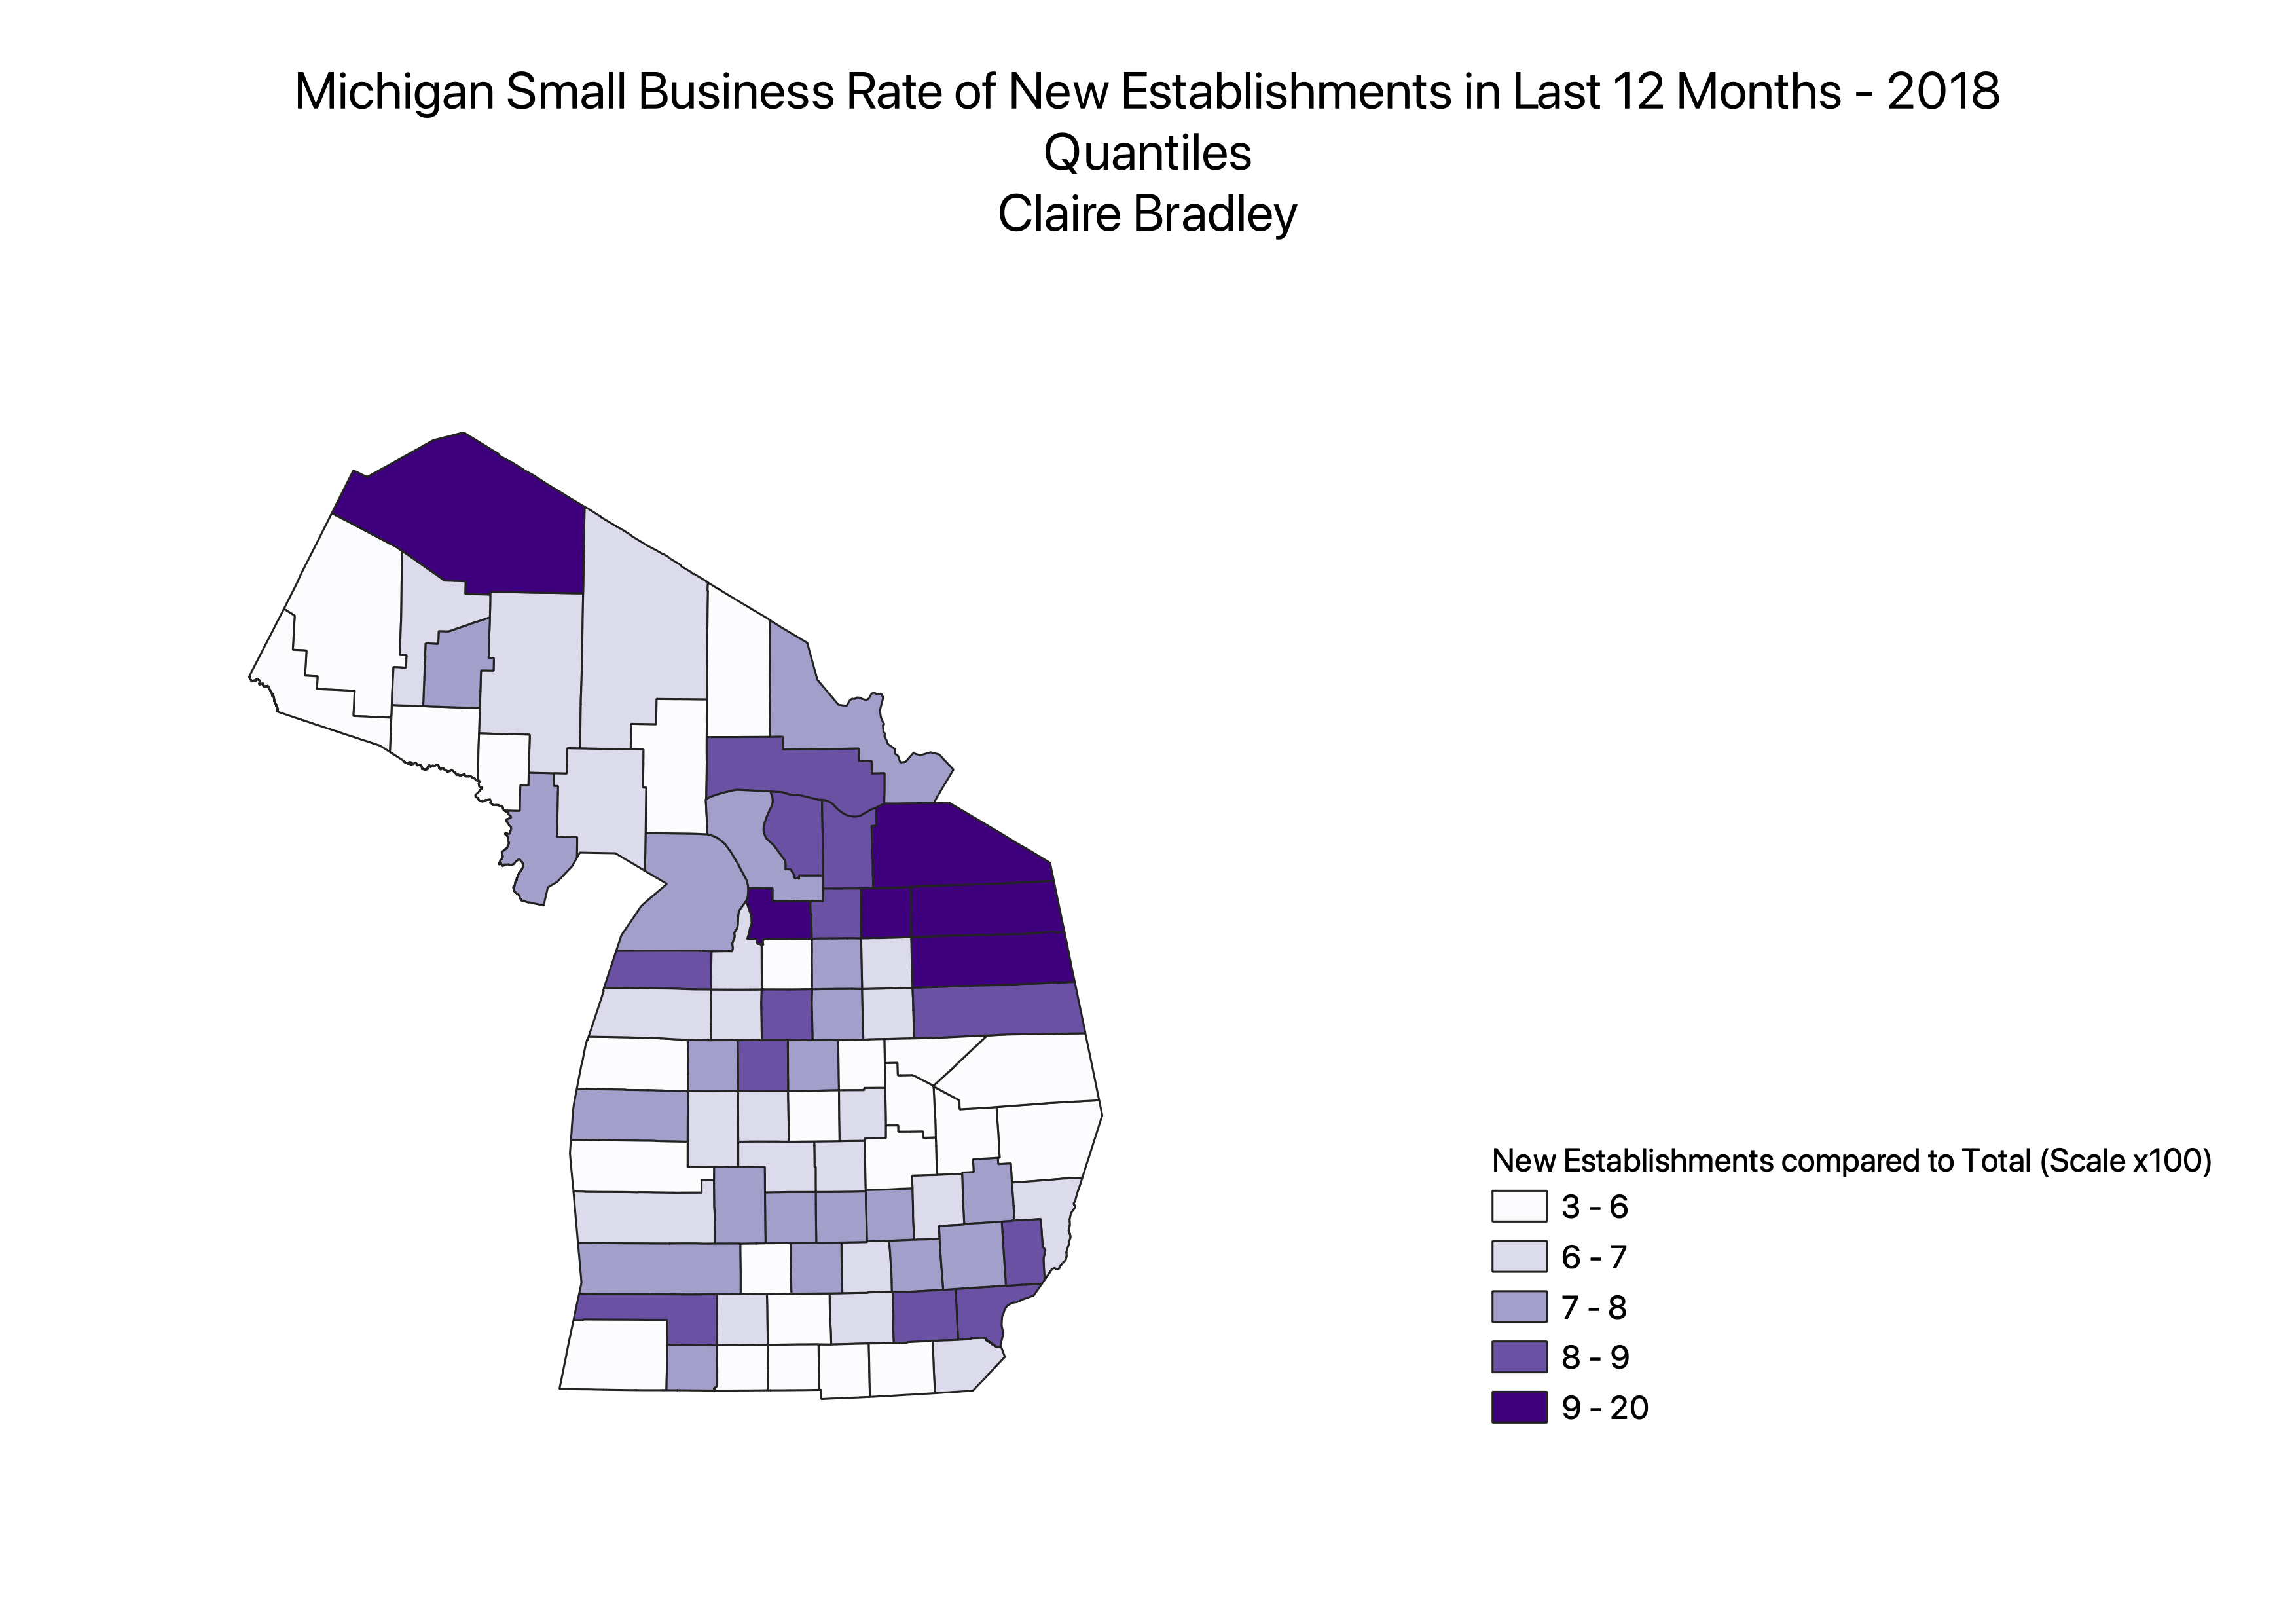 Michigan Small Business Rate of New Establishments in Last 12 Months - 2018
Quantiles
Claire Bradley
New Establishments compared to Total (Scale x100)
3 - 6
6 - 7
7 - 8
8 - 9
9 - 20